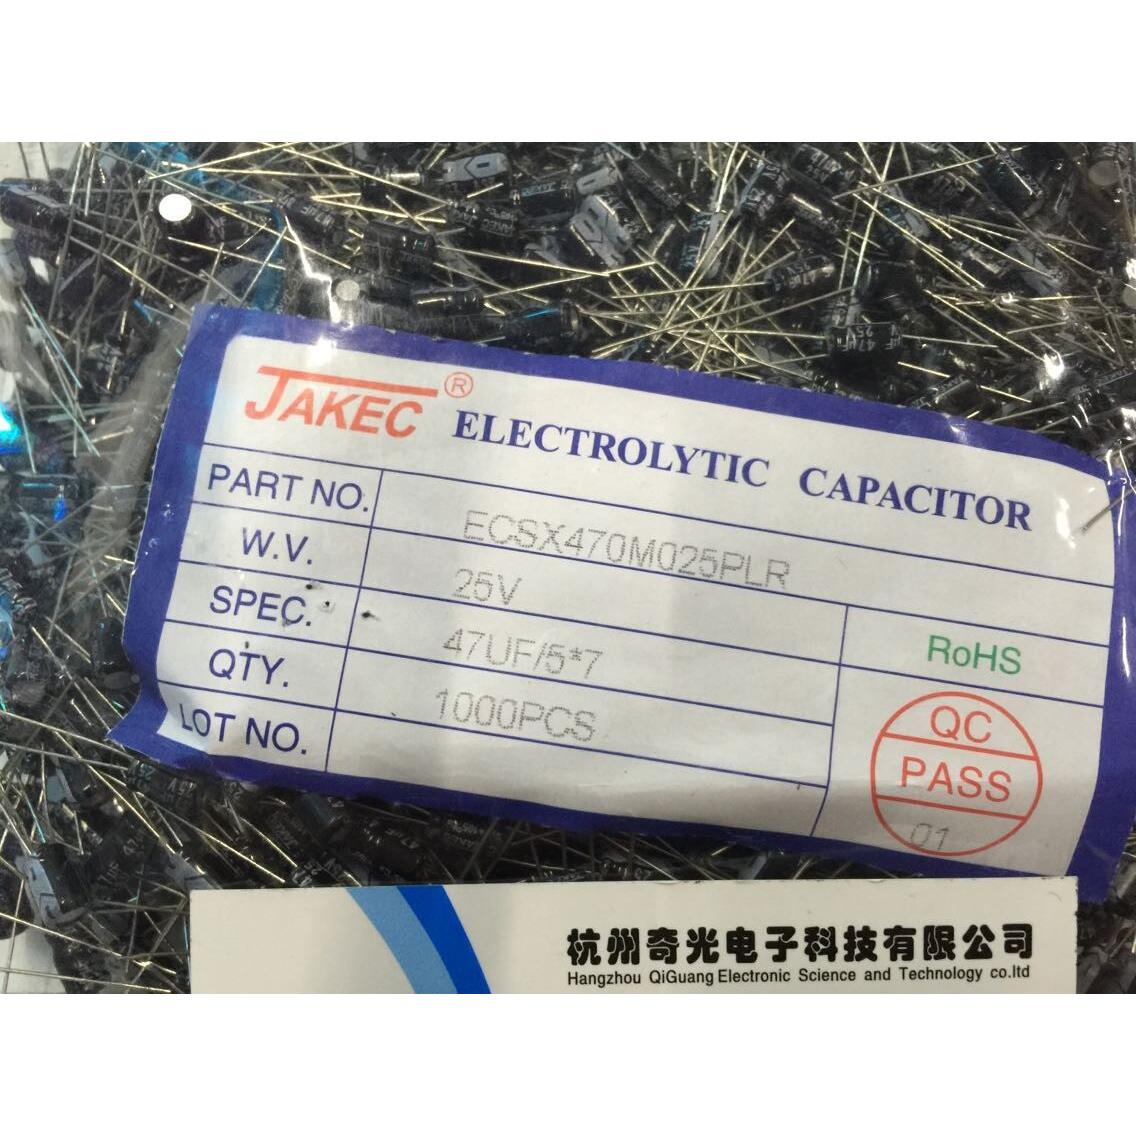 JAKEC® ELECTROLYTIC CAPACITOR
PART NO. ECSX470M025PLR
W.V. 25V
SPEC. 47UF/5*7
QTY. 1000PCS
LOT NO.
RoHS
QC
PASS
01
杭州奇光电子科技有限公司
Hangzhou QiGuang Electronic Science and Technology co.ltd